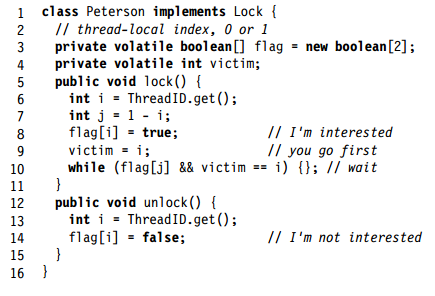 1 class Peterson implements Lock {
2 // thread-local index, 0 or 1
3 private volatile boolean[] flag = new boolean[2];
4 private volatile int victim;
5 public void lock() {
6 int i = ThreadID.get();
7 int j = 1 - i;
8 flag[i] = true; // I'm interested
9 victim = i; // you go first
10 while (flag[j] && victim == i) {}; // wait
11 }
12 public void unlock() {
13 int i = ThreadID.get();
14 flag[i] = false; // I'm not interested
15 }
16 }